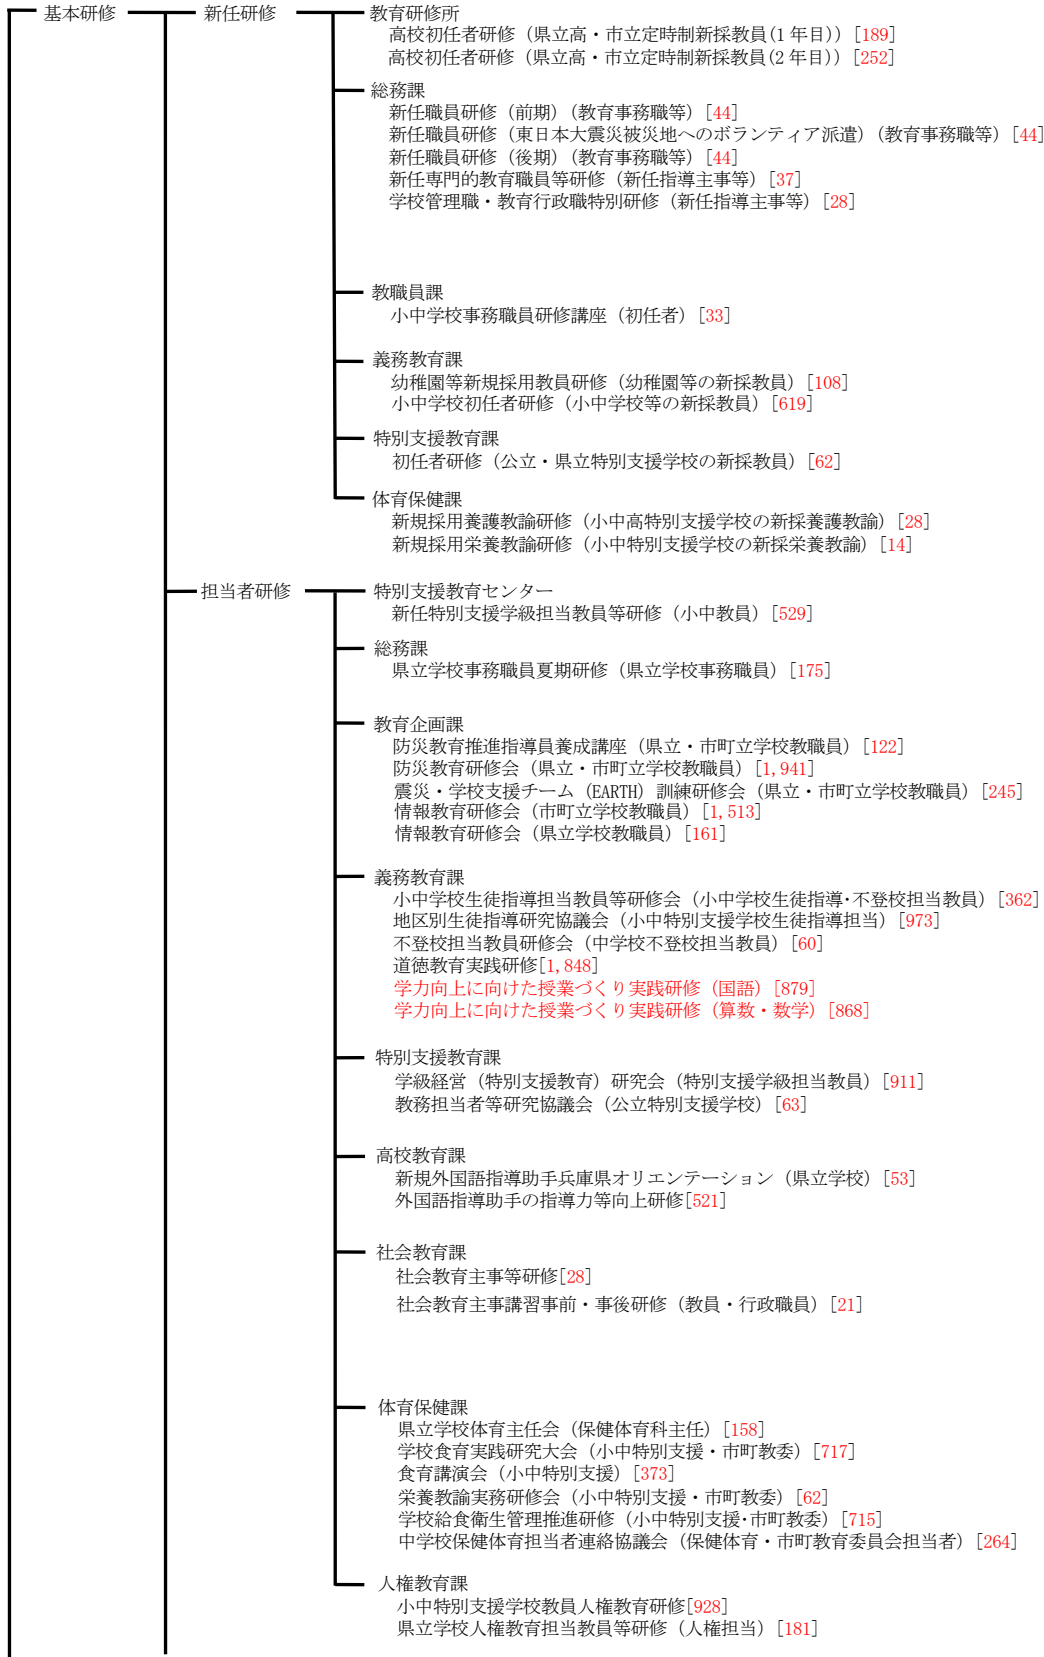 基本研修
新任研修
教育研修所
高校初任者研修（県立高・市立定時制新採教員(1年目)）[189]
高校初任者研修（県立高・市立定時制新採教員(2年目)）[252]
総務課
新任職員研修（前期）（教育事務職等）[44]
新任職員研修（東日本大震災被災地へのボランティア派遣）（教育事務職等）[44]
新任職員研修（後期）（教育事務職等）[44]
新任専門的教育職員等研修（新任指導主事等）[37]
学校管理職・教育行政職特別研修（新任指導主事等）[28]
教職員課
小中学校事務職員研修講座（初任者）[33]
義務教育課
幼稚園等新規採用教員研修（幼稚園等の新採教員）[108]
小中学校初任者研修（小中学校等の新採教員）[619]
特別支援教育課
初任者研修（公立・県立特別支援学校の新採教員）[62]
体育保健課
新規採用養護教諭研修（小中高特別支援学校の新採養護教諭）[28]
新規採用栄養教諭研修（小中特別支援学校の新採栄養教諭）[14]
担当者研修
特別支援教育センター
新任特別支援学級担当教員等研修（小中教員）[529]
総務課
県立学校事務職員夏期研修（県立学校事務職員）[175]
教育企画課
防災教育推進指導員養成講座（県立・市町立学校教職員）[122]
防災教育研修会（県立・市町立学校教職員）[1,941]
震災・学校支援チーム（EARTH）訓練研修会（県立・市町立学校教職員）[245]
情報教育研修会（市町立学校教職員）[1,513]
情報教育研修会（県立学校教職員）[161]
義務教育課
小中学校生徒指導担当教員等研修会（小中学校生徒指導・不登校担当教員）[362]
地区別生徒指導研究協議会（小中特別支援学校生徒指導担当）[973]
不登校担当教員研修会（中学校不登校担当教員）[60]
道徳教育実践研修[1,848]
学力向上に向けた授業づくり実践研修（国語）[879]
学力向上に向けた授業づくり実践研修（算数・数学）[868]
特別支援教育課
学級経営（特別支援教育）研究会（特別支援学級担当教員）[911]
教務担当者等研究協議会（公立特別支援学校）[63]
高校教育課
新規外国語指導助手兵庫県オリエンテーション（県立学校）[53]
外国語指導助手の指導力等向上研修[521]
社会教育課
社会教育主事等研修[28]
社会教育主事講習事前・事後研修（教員・行政職員）[21]
体育保健課
県立学校体育主任会（保健体育科主任）[158]
学校食育実践研究大会（小中特別支援・市町教委）[717]
食育講演会（小中特別支援）[373]
栄養教諭実務研修会（小中特別支援・市町教委）[62]
学校給食衛生管理推進研修（小中特別支援・市町教委）[715]
中学校保健体育担当者連絡協議会（保健体育・市町教育委員会担当者）[264]
人権教育課
小中特別支援学校教員人権教育研修[928]
県立学校人権教育担当教員等研修（人権担当）[181]